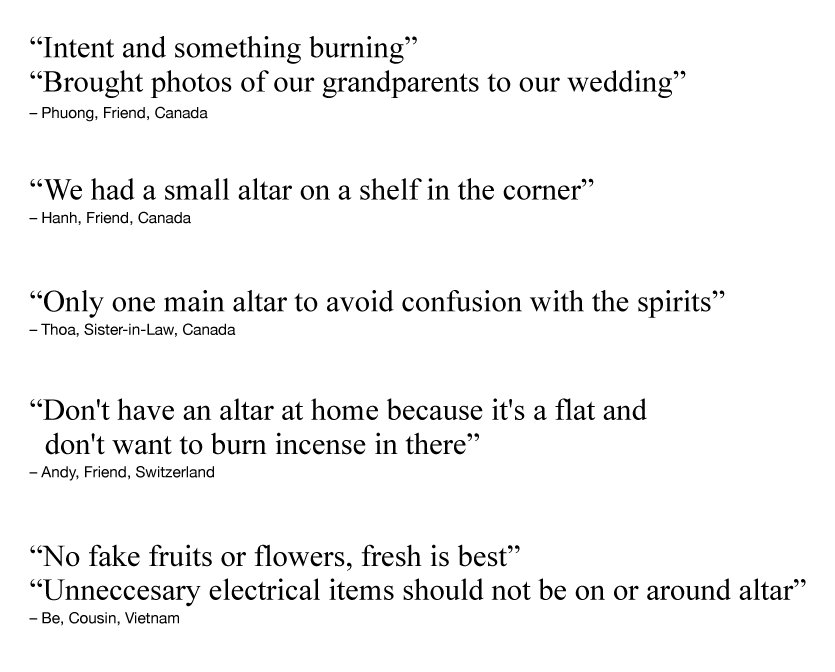 “Intent and something burning”
“Brought photos of our grandparents to our wedding”
– Phuong, Friend, Canada
“We had a small altar on a shelf in the corner”
– Hanh, Friend, Canada
“Only one main altar to avoid confusion with the spirits”
– Thoa, Sister-in-Law, Canada
“Don't have an altar at home because it's a flat and
don't want to burn incense in there”
– Andy, Friend, Switzerland
“No fake fruits or flowers, fresh is best”
“Unneccesary electrical items should not be on or around altar”
– Be, Cousin, Vietnam